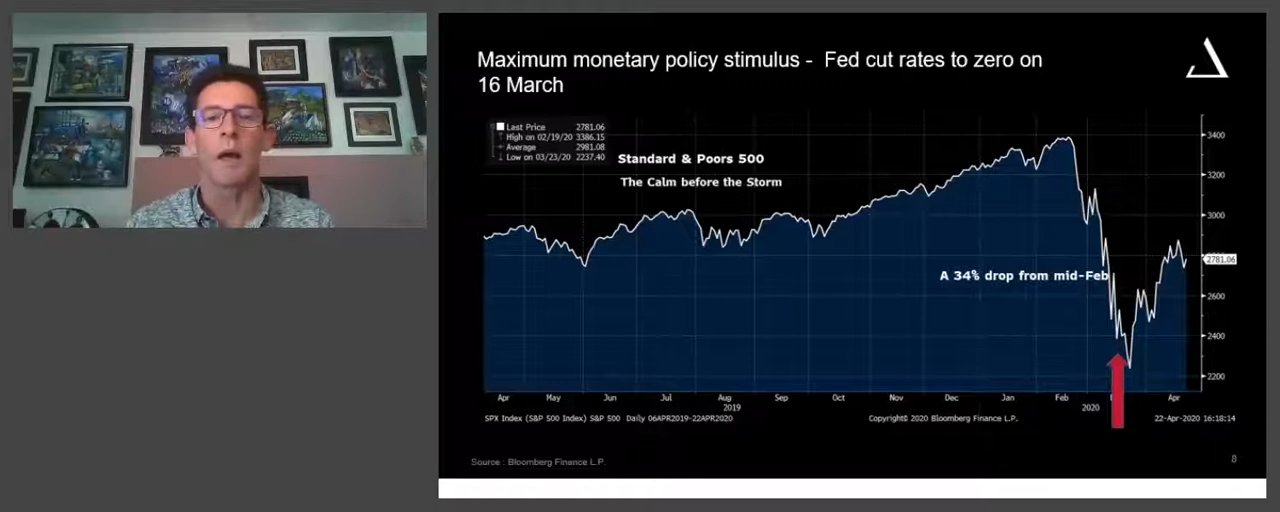 Maximum monetary policy stimulus - Fed cut rates to zero on
16 March
Last Price 2781.06
High on 02/19/20 3386.15
Average 2981.08
Low on 03/23/20 2237.40
Standard & Poors 500
The Calm before the Storm
A 34% drop from mid-Feb
3400
3200
3000
2781.06
2600
2400
2200
Apr May Jun Jul Aug Sep Oct Nov Dec Jan Feb Apr
2019 2020
SPX Index (S&P 500 Index) S&P 500 Daily 06APR2019-22APR2020 Copyright© 2020 Bloomberg Finance L.P. 22-Apr-2020 16:18:14
Source : Bloomberg Finance L.P.
8